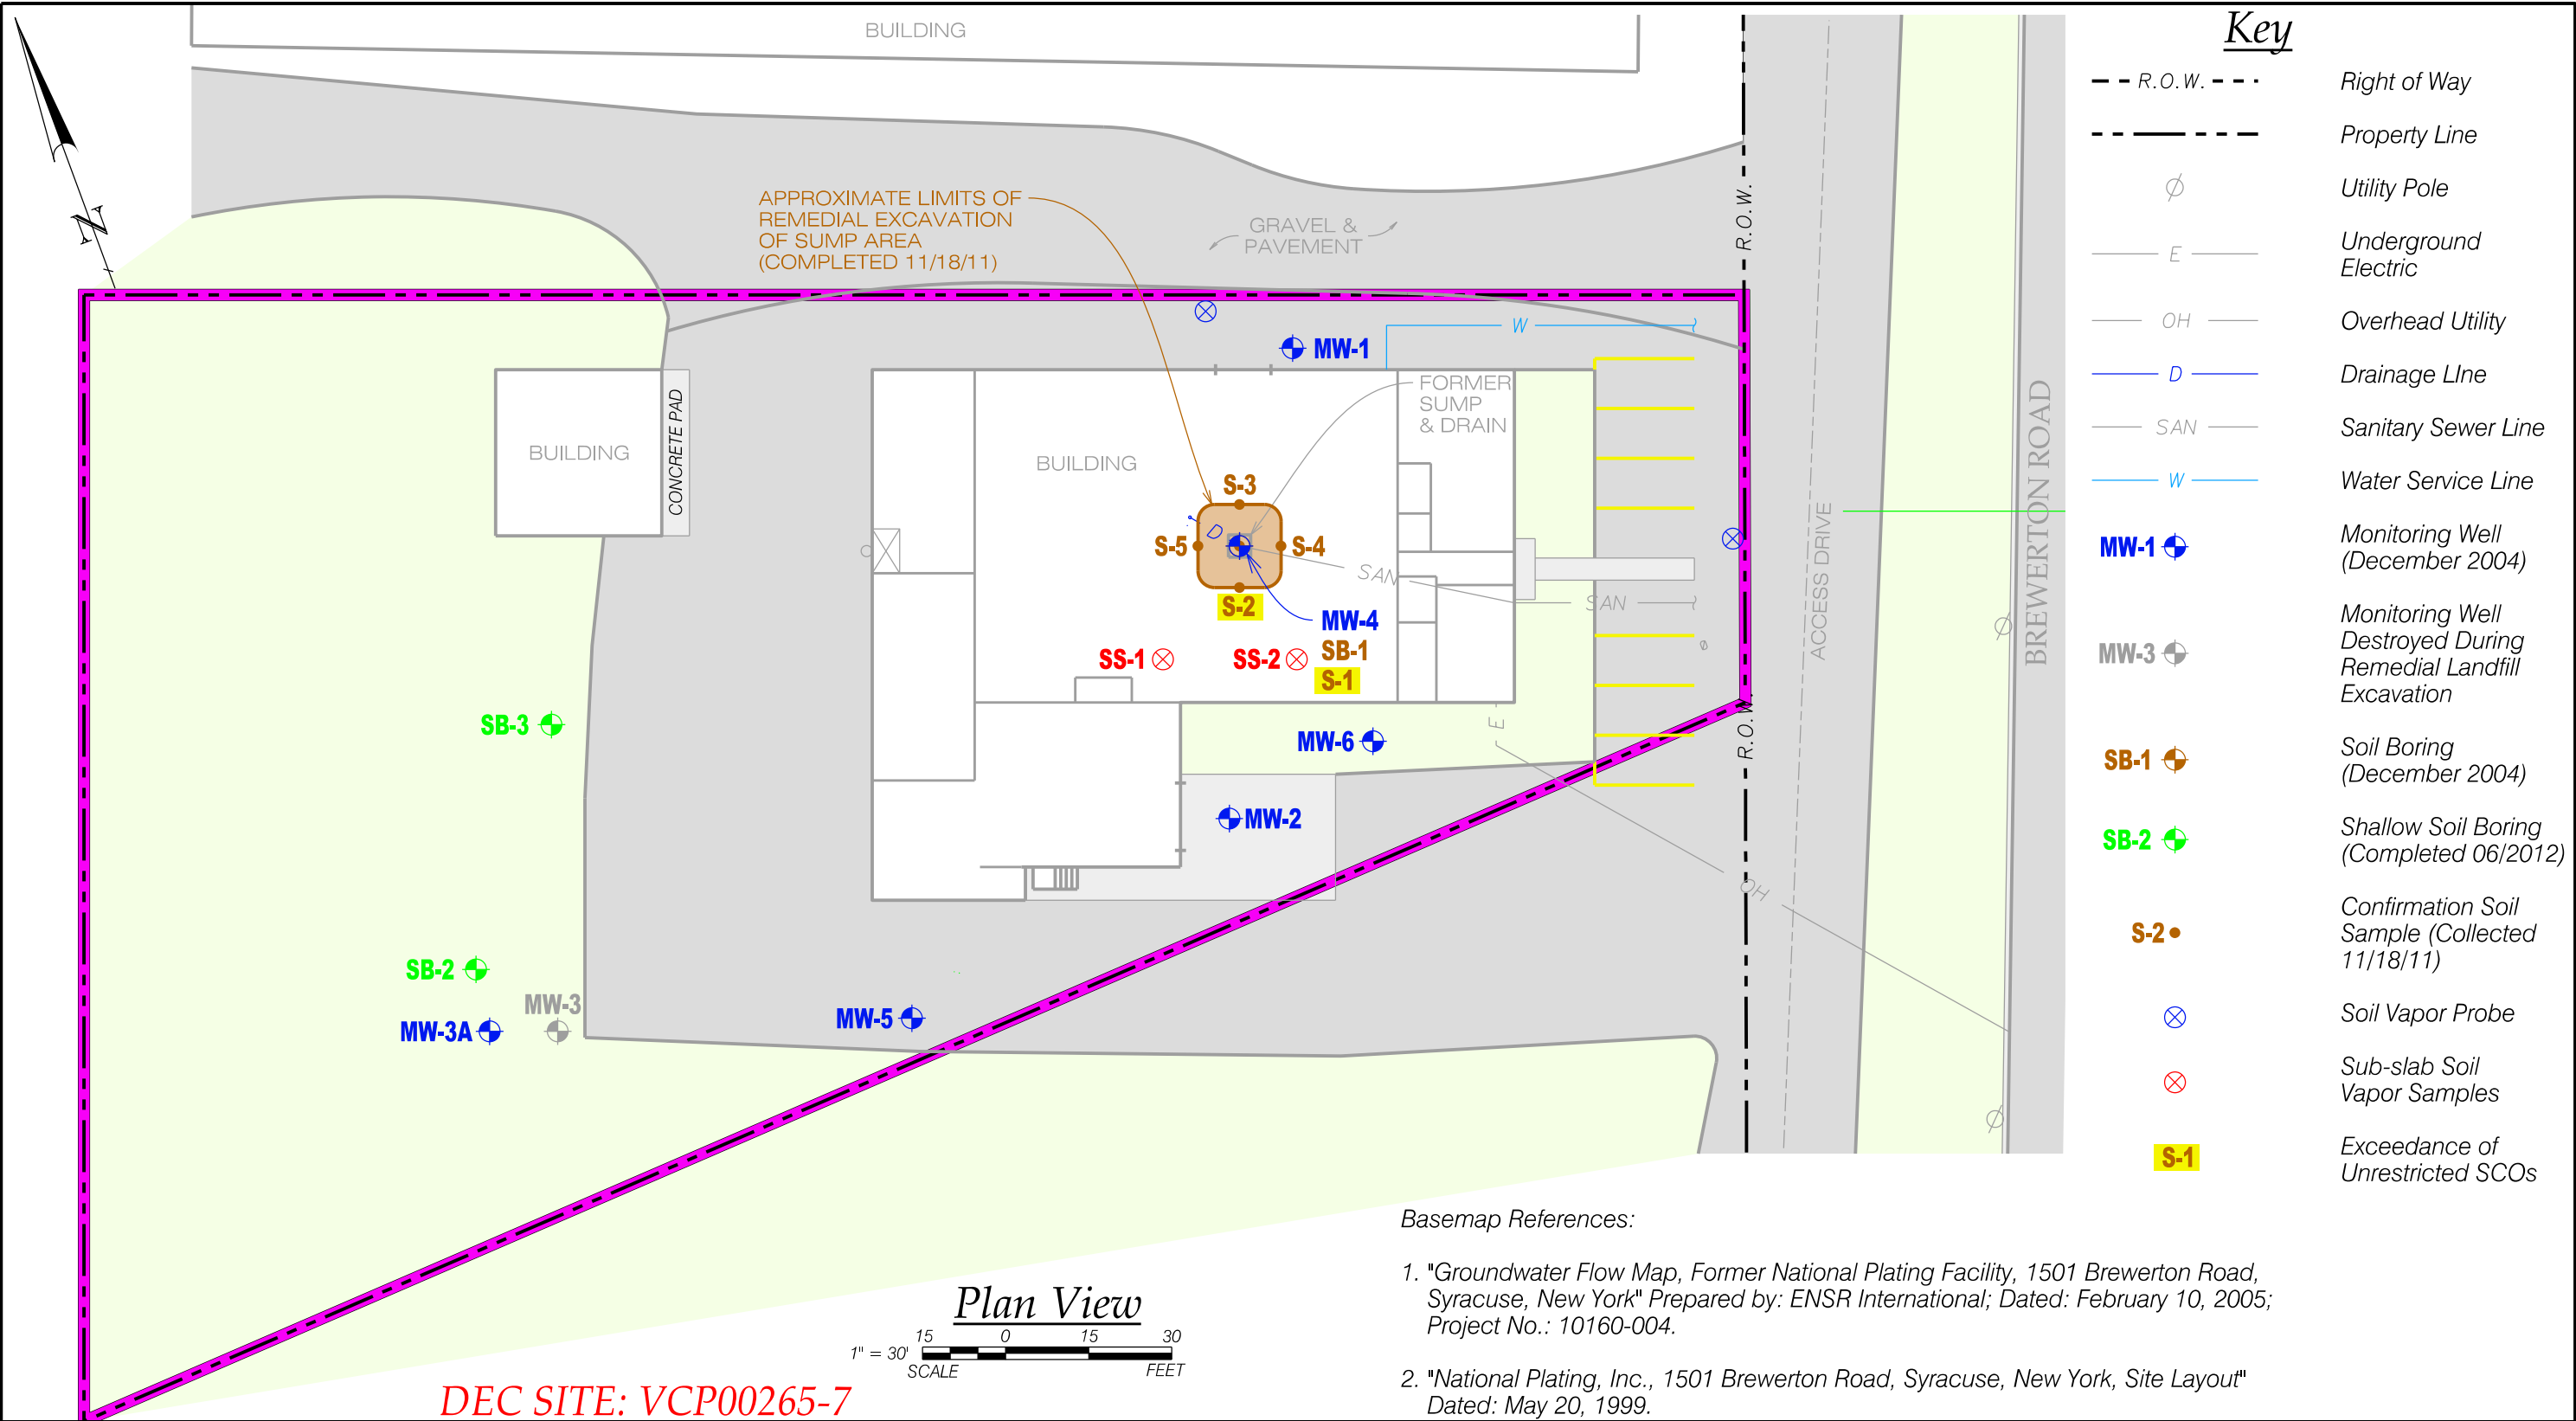 BUILDING
Key
R.O.W.
Right of Way
Property Line
Utility Pole
E
Underground
Electric
OH
Overhead Utility
D
Drainage LIne
SAN
Sanitary Sewer Line
W
Water Service Line
MW-1
Monitoring Well
(December 2004)
MW-3
Monitoring Well
Destroyed During
Remedial Landfill
Excavation
SB-1
Soil Boring
(December 2004)
SB-2
Shallow Soil Boring
(Completed 06/2012)
S-2
Confirmation Soil
Sample (Collected
11/18/11)
Soil Vapor Probe
Sub-slab Soil
Vapor Samples
S-1
Exceedance of
Unrestricted SCOs
N
APPROXIMATE LIMITS OF
REMEDIAL EXCAVATION
OF SUMP AREA
(COMPLETED 11/18/11)
GRAVEL &
PAVEMENT
R.O.W.
W
MW-1
FORMER
SUMP
& DRAIN
BUILDING
CONCRETE PAD
BUILDING
S-3
D
S-5
S-4
SAN
SAN
S-2
MW-4
SB-1
S-1
SS-1
SS-2
ACCESS DRIVE
BREWERTON ROAD
SB-3
MW-6
E
R.O.W.
MW-2
OH
SB-2
MW-3
MW-3A
MW-5
Plan View
15 0 15 30
1" = 30'
SCALE FEET
DEC SITE: VCP00265-7
Basemap References:
1. "Groundwater Flow Map, Former National Plating Facility, 1501 Brewerton Road,
Syracuse, New York" Prepared by: ENSR International; Dated: February 10, 2005;
Project No.: 10160-004.
2. "National Plating, Inc., 1501 Brewerton Road, Syracuse, New York, Site Layout"
Dated: May 20, 1999.